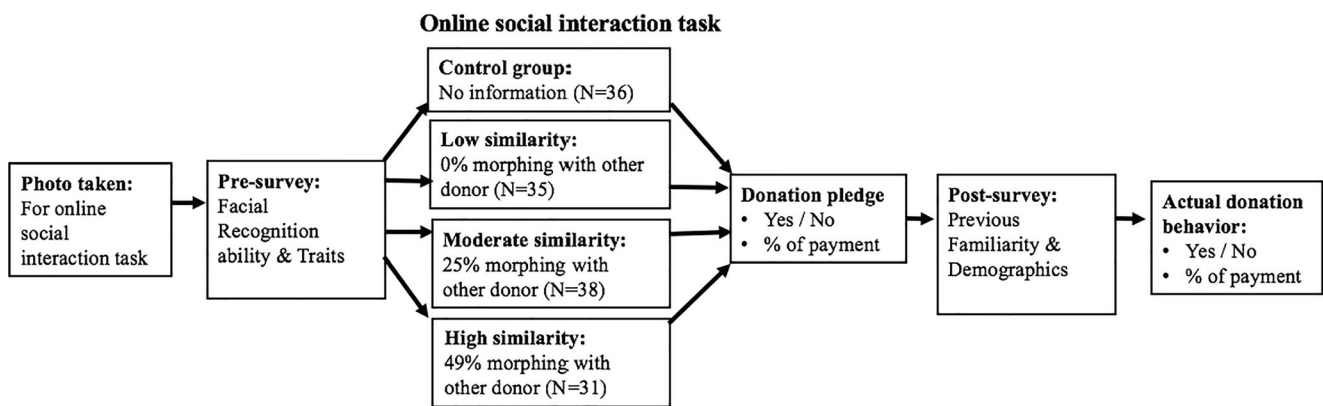 Online social interaction task
Photo taken:
For online
social
interaction task
Pre-survey:
Facial
Recognition
ability & Traits
Control group:
No information (N=36)
Low similarity:
0% morphing with other
donor (N=35)
Moderate similarity:
25% morphing with
other donor (N=38)
High similarity:
49% morphing with
other donor (N=31)
Donation pledge
• Yes / No
• % of payment
Post-survey:
Previous
Familiarity &
Demographics
Actual donation
behavior:
• Yes / No
• % of payment